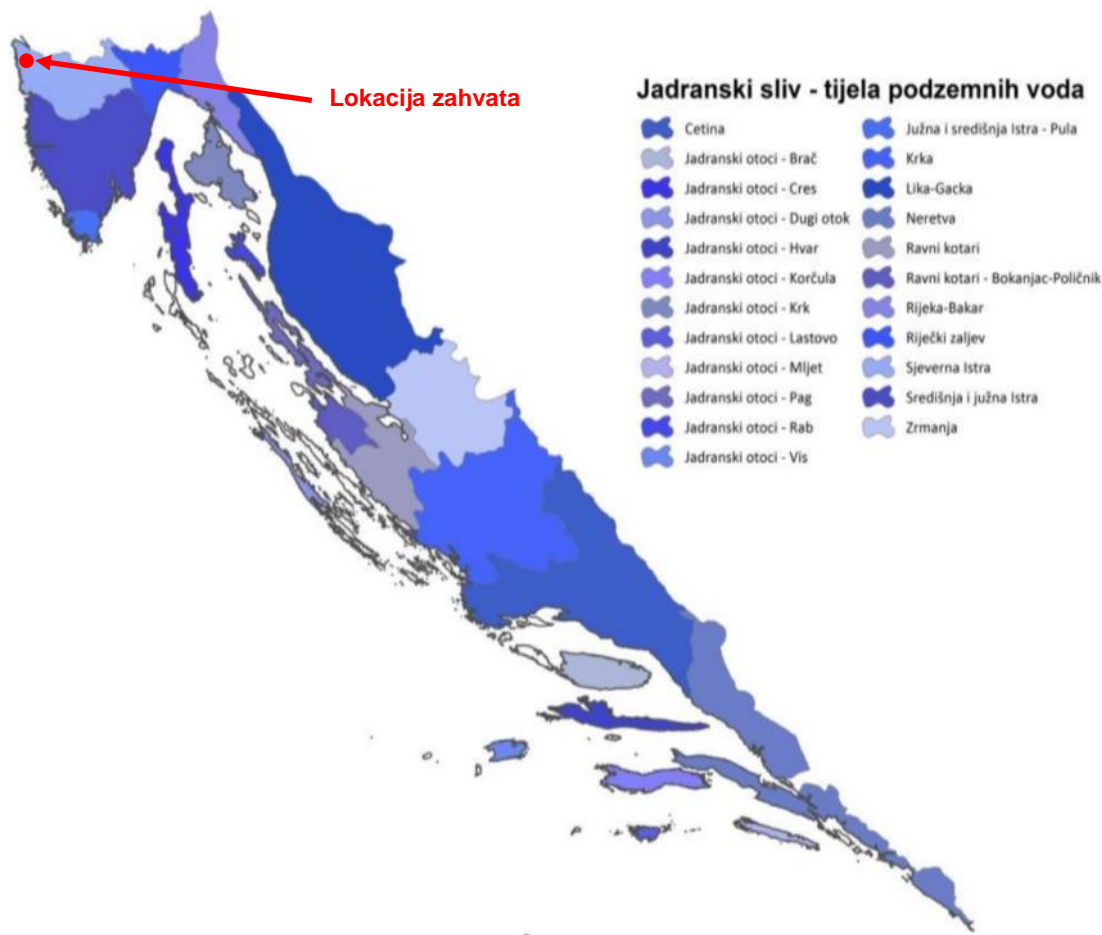 Lokacija zahvata
Jadranski sliv - tijela podzemnih voda
Cetina
Jadranski otoci - Brač
Jadranski otoci - Cres
Jadranski otoci - Dugi otok
Jadranski otoci - Hvar
Jadranski otoci - Korčula
Jadranski otoci - Krk
Jadranski otoci - Lastovo
Jadranski otoci - Mljet
Jadranski otoci - Pag
Jadranski otoci - Rab
Jadranski otoci - Vis
Južna i središnja Istra - Pula
Krka
Lika-Gacka
Neretva
Ravni kotari
Ravni kotari - Bokanjac-Poličnik
Rijeka-Bakar
Riječki zaljev
Sjeverna Istra
Središnja i južna Istra
Zrmanja